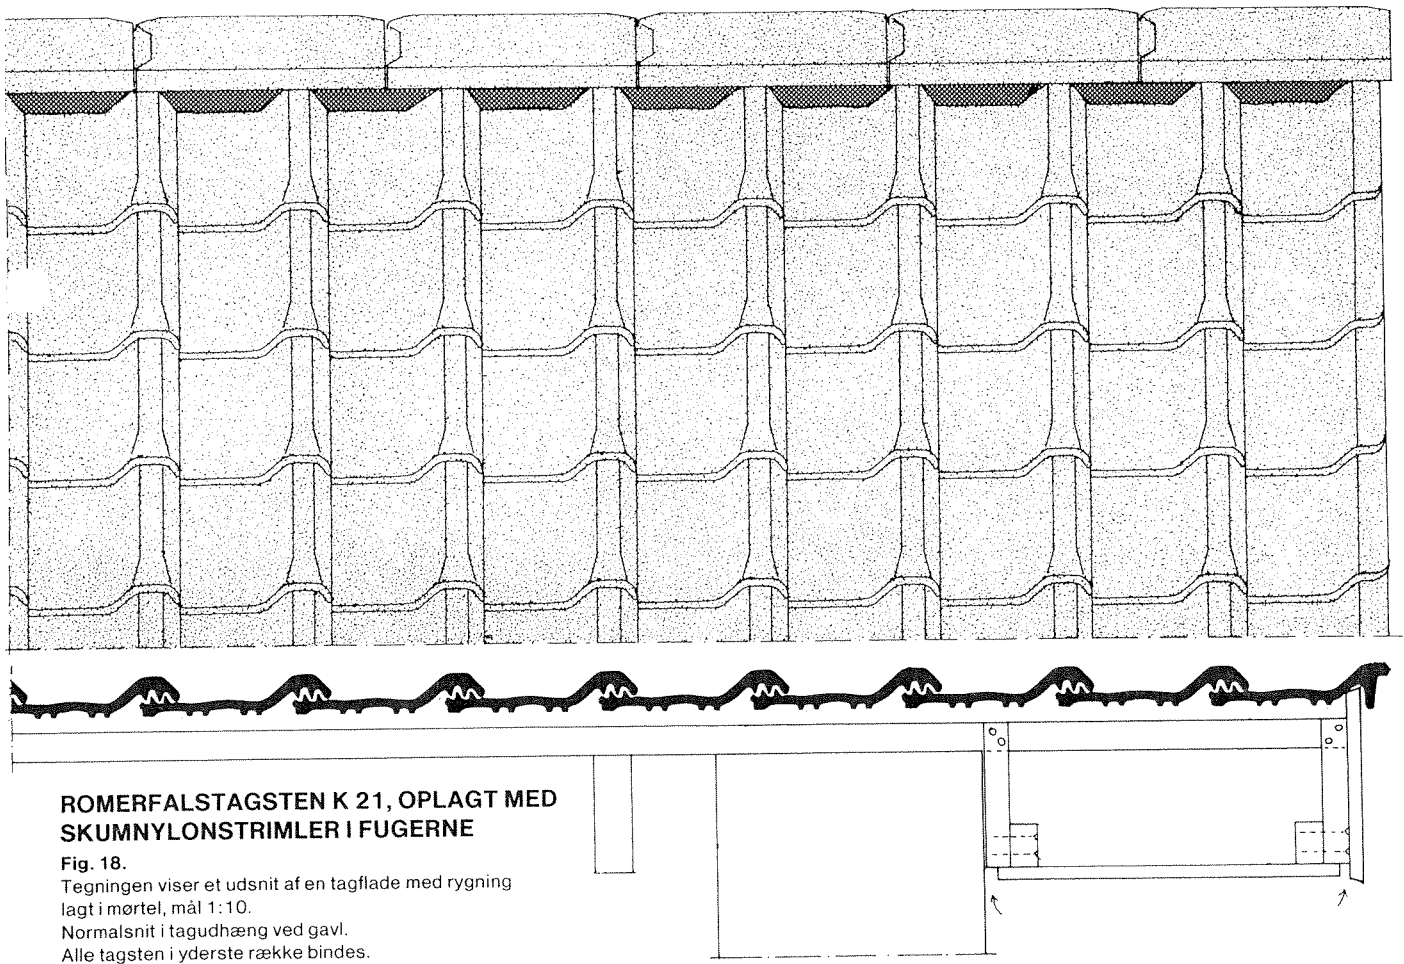 ROMERFALSTAGSTEN K 21, OPLAGT MED
SKUMNYLONSTRIMLER I FUGERNE
Fig. 18.
Tegningen viser et udsnit af en tagflade med rygning
lagt i mørtel, mål 1:10.
Normalsnit i tagudhæng ved gavl.
Alle tagsten i yderste række bindes.